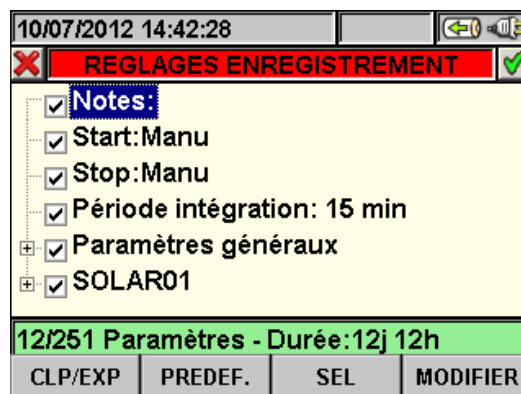 10/07/2012 14:42:28
REGLAGES ENREGISTREMENT
Notes:
Start:Manu
Stop:Manu
Période intégration: 15 min
Paramètres généraux
SOLAR01
12/251 Paramètres - Durée:12j 12h
CLP/EXP PREDEF. SEL MODIFIER